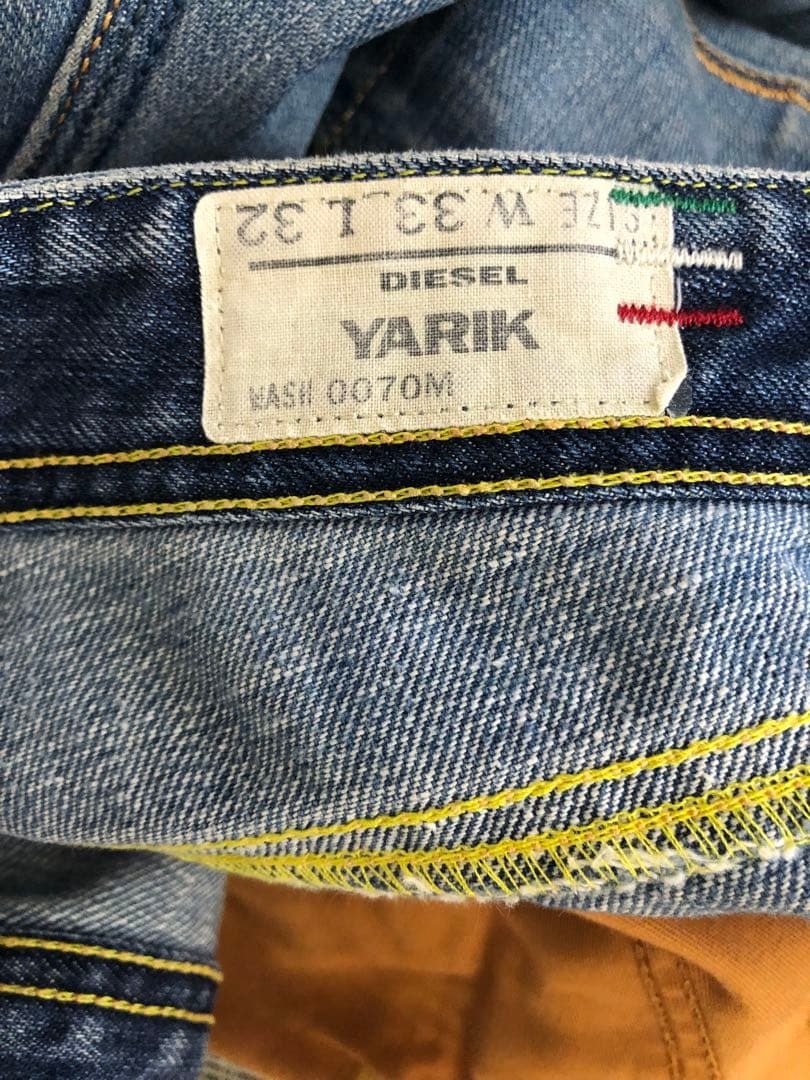 SIZE W 33 L 32
DIESEL
YARIK
WASH 0070M